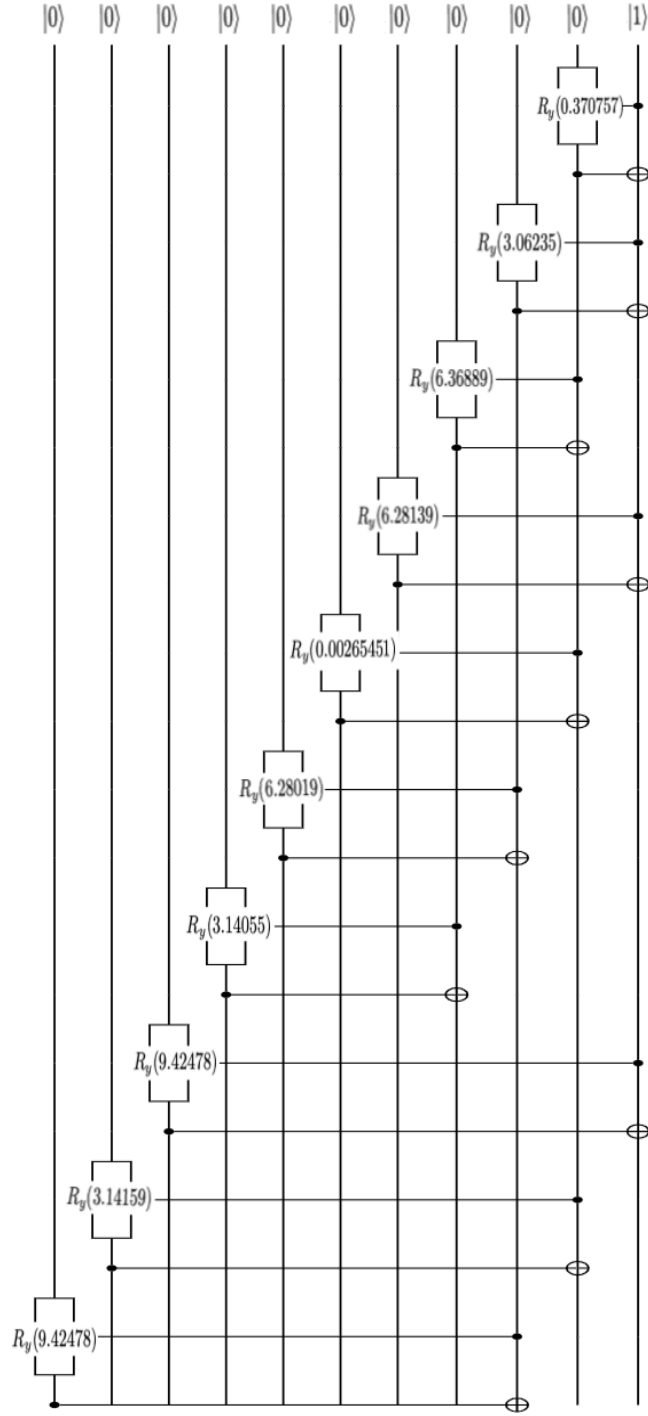 |0⟩ |0⟩ |0⟩ |0⟩ |0⟩ |0⟩ |0⟩ |0⟩ |0⟩ |0⟩ |1⟩
R_y(0.370757)
R_y(3.06235)
R_y(6.36889)
R_y(6.28139)
R_y(0.00265451)
R_y(6.28019)
R_y(3.14055)
R_y(9.42478)
R_y(3.14159)
R_y(9.42478)